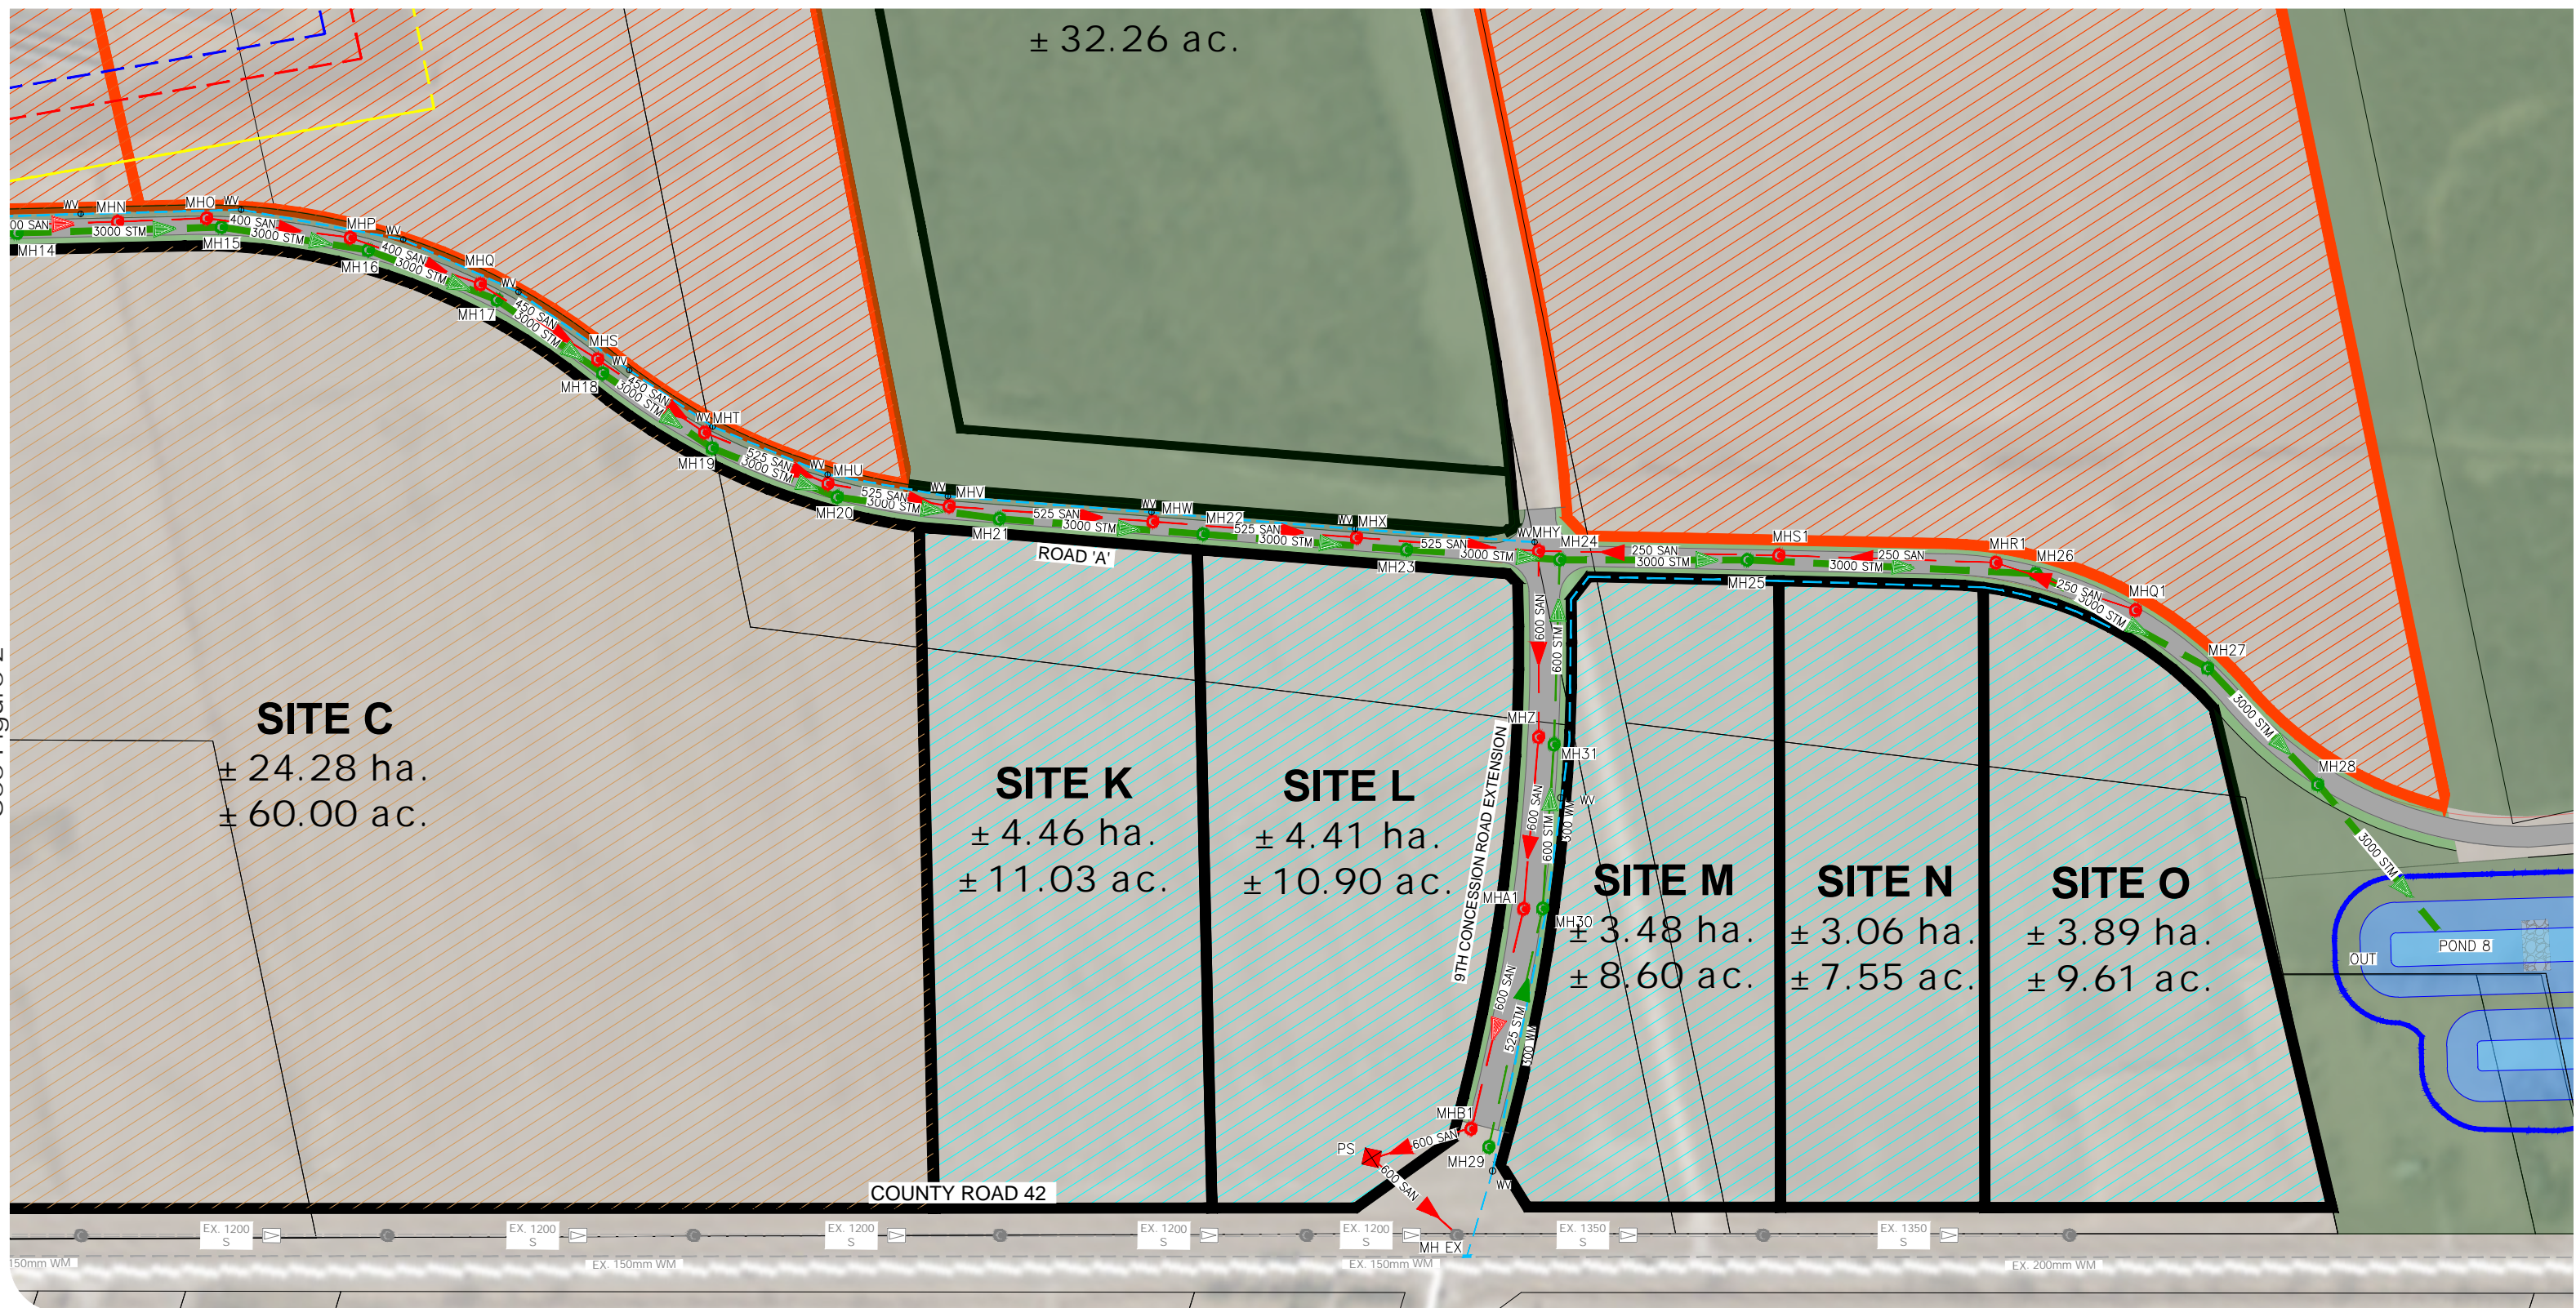 ± 32.26 ac.
WV
MHN
MHO
WV
MHP
WV
00 SAN
3000 STM
400 SAN
3000 STM
MH14
MH15
400 SAN
3000 STM
MH16
MHQ
WV
MH17
450 SAN
3000 STM
MHS
WV
MH18
450 SAN
3000 STM
WV
MHT
MH19
525 SAN
3000 STM
WV
MHU
MH20
525 SAN
3000 STM
WV
MHV
MH21
525 SAN
3000 STM
WV
MHW
MH22
525 SAN
3000 STM
WV
MHX
MH23
525 SAN
3000 STM
WV
MHY
MH24
250 SAN
3000 STM
MHS1
MH25
250 SAN
3000 STM
MHR1
MH26
250 SAN
3000 STM
MHQ1
MH27
3000 STM
MH28
3000 STM
POND 8
OUT
ROAD 'A'
600 SAN
600 STM
MHZ
MH31
WV
600 SAN
600 STM
300 WM
9TH CONCESSION ROAD EXTENSION
MHA1
MH30
600 SAN
525 STM
300 WM
MHB1
600 SAN
PS
MH29
600 SAN
WV
SITE C
± 24.28 ha.
± 60.00 ac.
SITE K
± 4.46 ha.
± 11.03 ac.
SITE L
± 4.41 ha.
± 10.90 ac.
SITE M
± 3.48 ha.
± 8.60 ac.
SITE N
± 3.06 ha.
± 7.55 ac.
SITE O
± 3.89 ha.
± 9.61 ac.
COUNTY ROAD 42
EX. 1200
S
EX. 1200
S
EX. 1200
S
EX. 1200
S
EX. 1200
S
EX. 1350
S
EX. 1350
S
MH EX
150mm WM
EX. 150mm WM
EX. 150mm WM
EX. 200mm WM